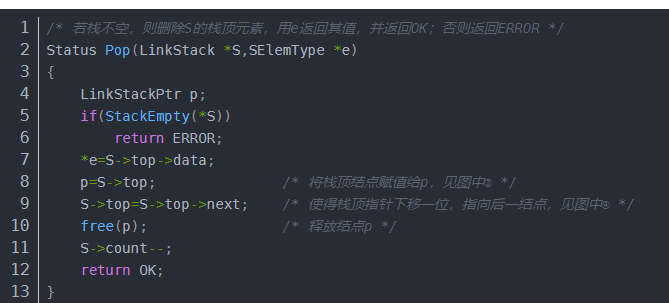 1 /* 若栈不空，则删除S的栈顶元素，用e返回其值，并返回OK；否则返回ERROR */
2 Status Pop(LinkStack *S,SElemType *e)
3 {
4     LinkStackPtr p;
5     if(StackEmpty(*S))
6         return ERROR;
7     *e=S->top->data;
8     p=S->top;               /* 将栈顶结点赋值给p，见图中③ */
9     S->top=S->top->next;    /* 使得栈顶指针下移一位，指向后一结点，见图中④ */
10     free(p);                /* 释放结点p */
11     S->count--;
12     return OK;
13 }